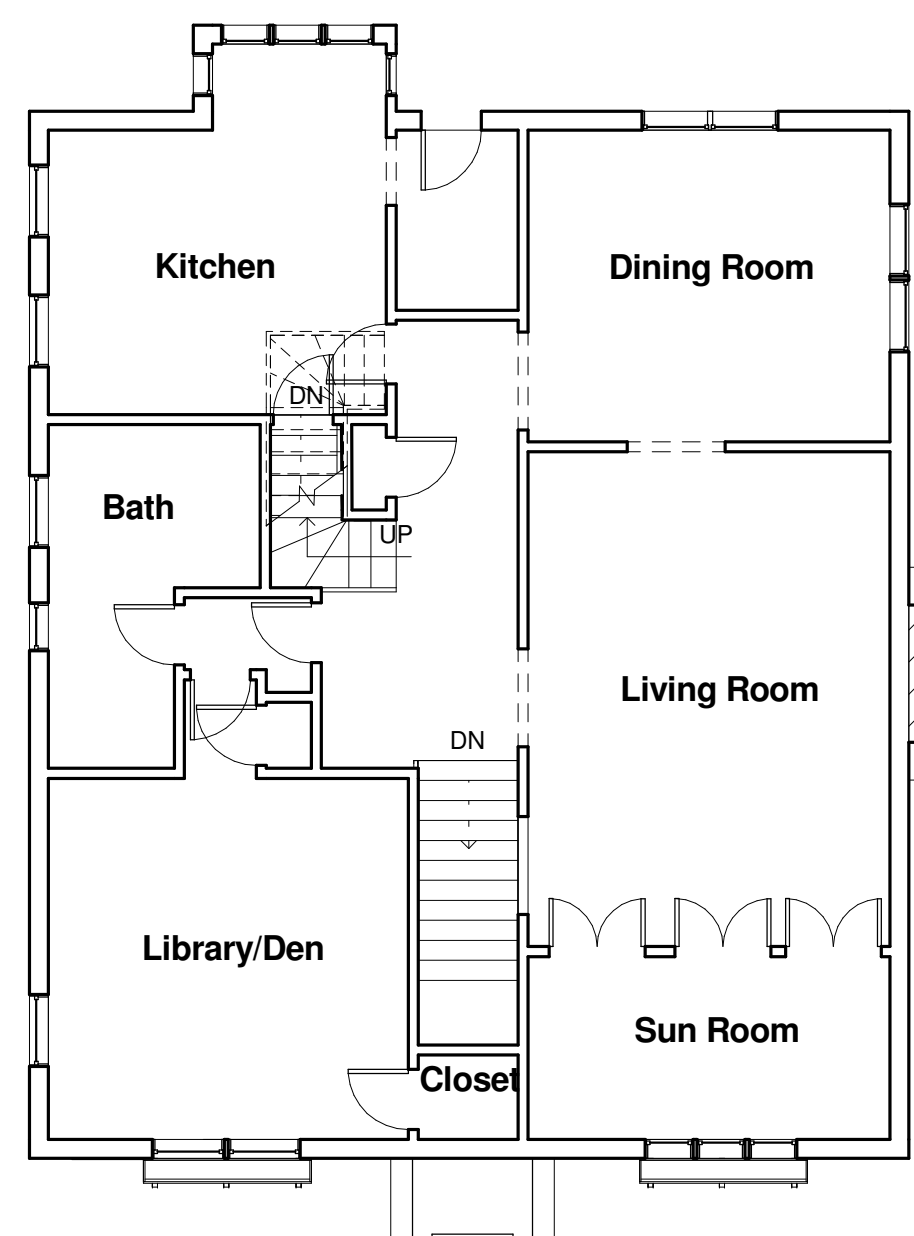 Kitchen
Dining Room
DN
Bath
UP
Living Room
DN
Library/Den
Sun Room
Closet